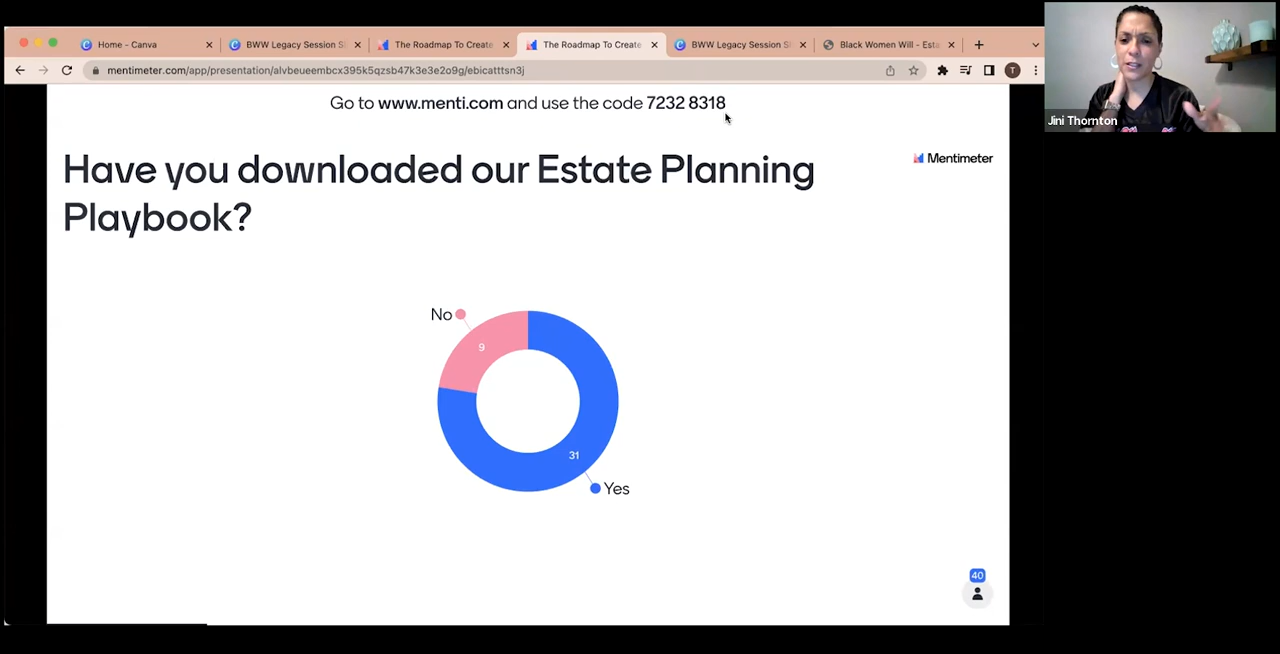 Home - Canva
BWW Legacy Session S
The Roadmap To Create
The Roadmap To Create
BWW Legacy Session S
Black Women Will - Esta
mentimeter.com/app/presentation/alvbeueembcx395k5qzsb47k3e3e2o9g/ebicatttsn3j
T
Go to www.menti.com and use the code 7232 8318
Have you downloaded our Estate Planning
Playbook?
Mentimeter
No
9
31
Yes
40
Jini Thornton